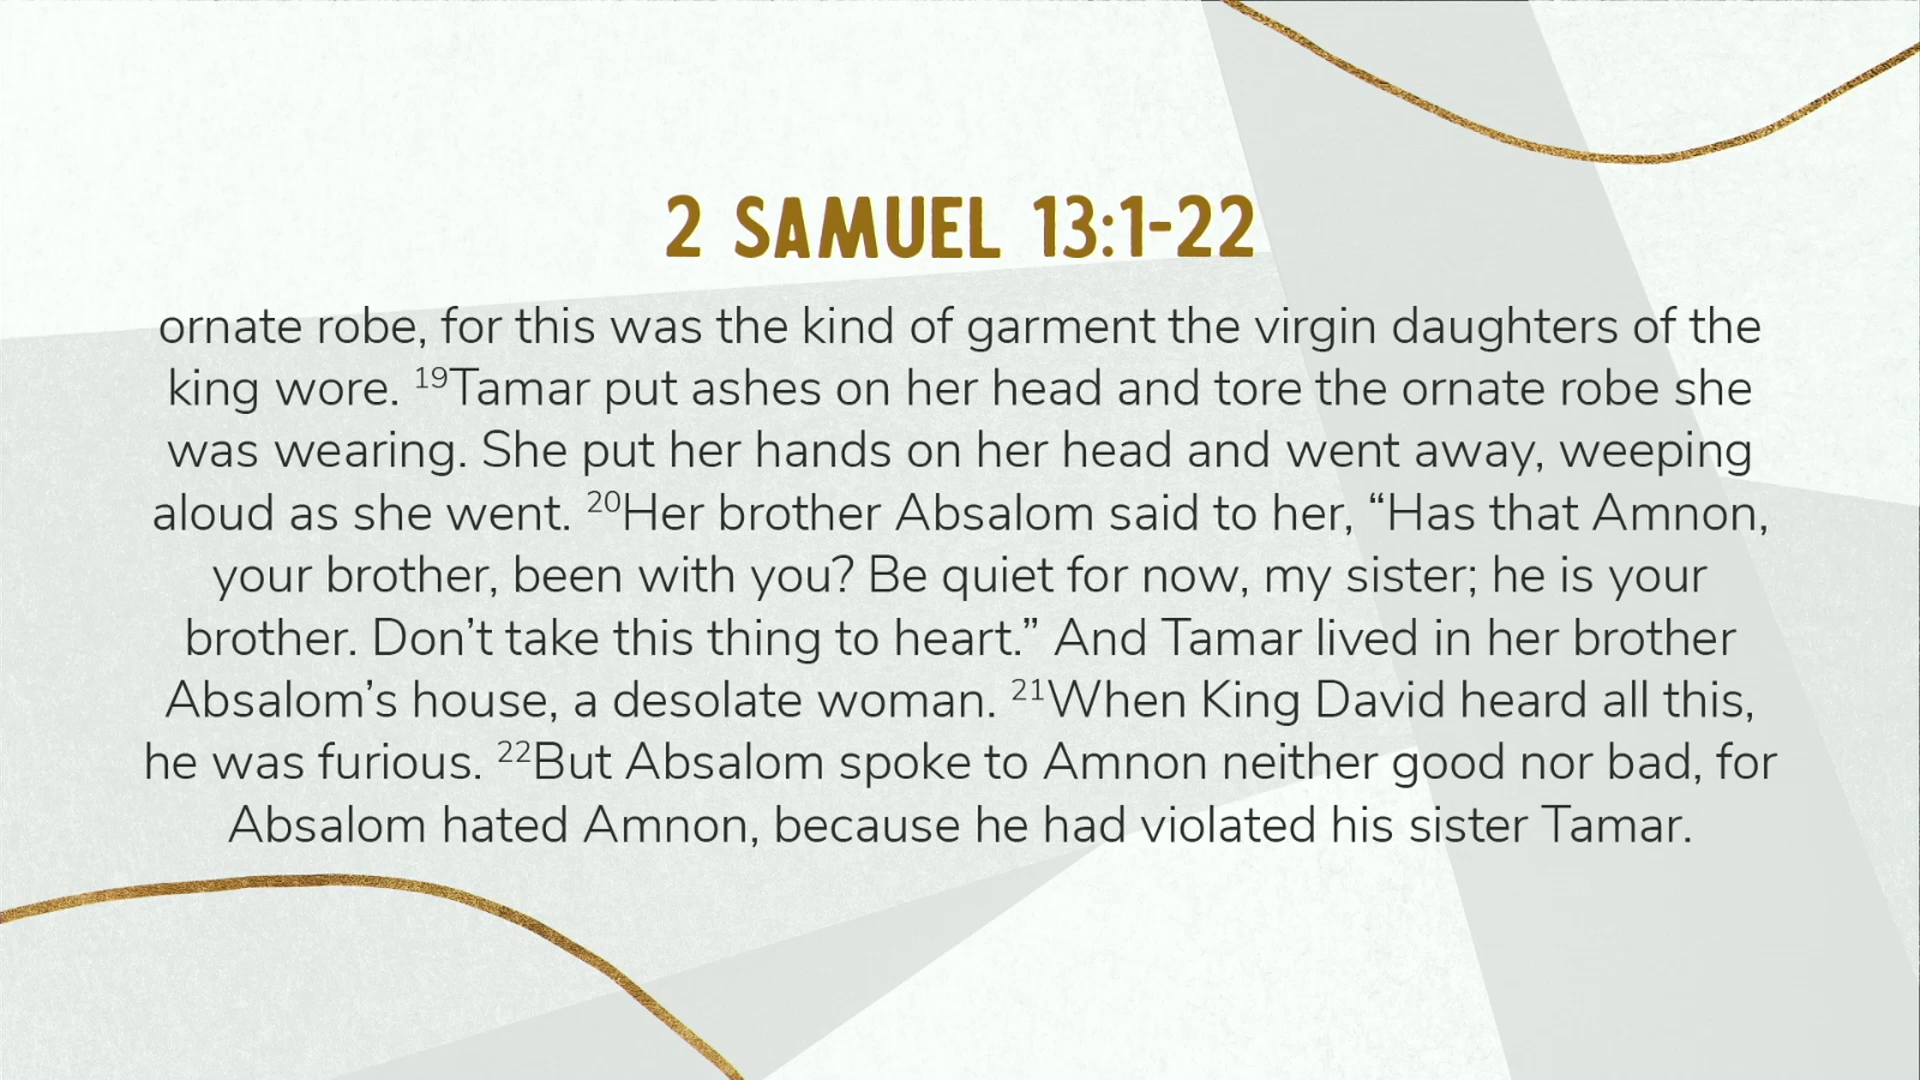 2 SAMUEL 13:1-22
ornate robe, for this was the kind of garment the virgin daughters of the
king wore. ¹⁹Tamar put ashes on her head and tore the ornate robe she
was wearing. She put her hands on her head and went away, weeping
aloud as she went. ²⁰Her brother Absalom said to her, “Has that Amnon,
your brother, been with you? Be quiet for now, my sister; he is your
brother. Don’t take this thing to heart.” And Tamar lived in her brother
Absalom’s house, a desolate woman. ²¹When King David heard all this,
he was furious. ²²But Absalom spoke to Amnon neither good nor bad, for
Absalom hated Amnon, because he had violated his sister Tamar.